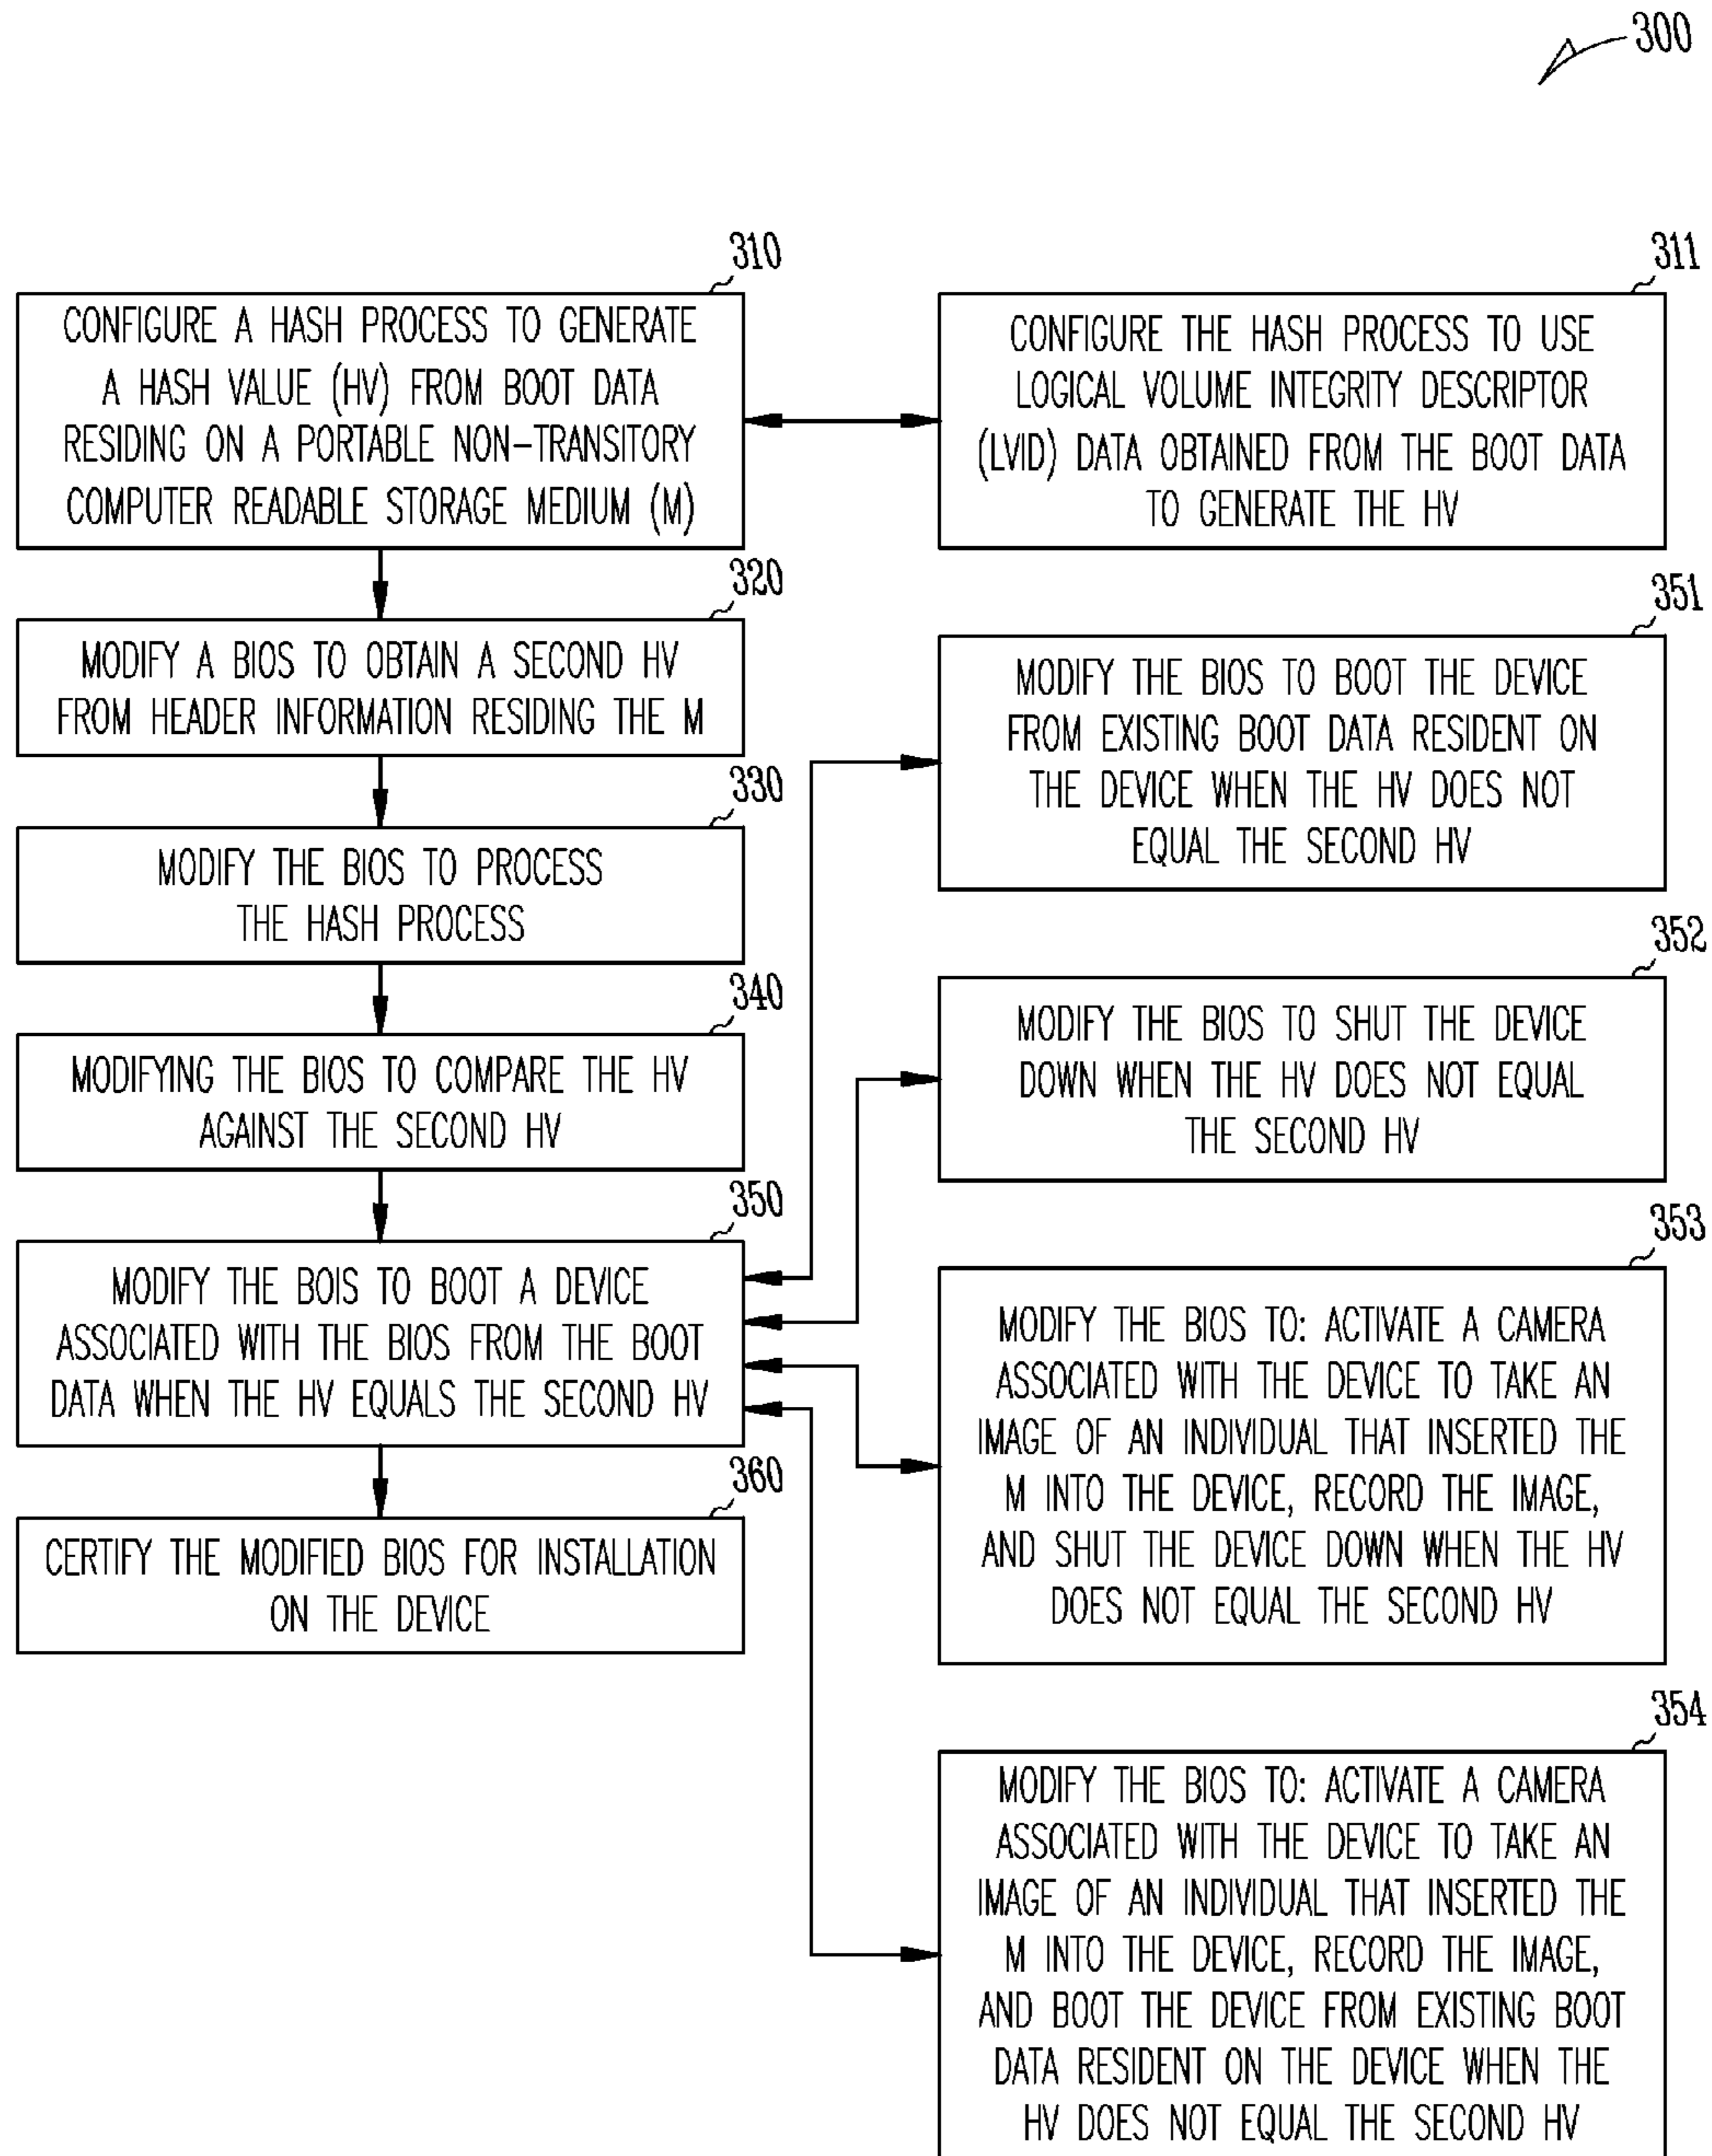 300
310
CONFIGURE A HASH PROCESS TO GENERATE
A HASH VALUE (HV) FROM BOOT DATA
RESIDING ON A PORTABLE NON-TRANSITORY
COMPUTER READABLE STORAGE MEDIUM (M)
311
CONFIGURE THE HASH PROCESS TO USE
LOGICAL VOLUME INTEGRITY DESCRIPTOR
(LVID) DATA OBTAINED FROM THE BOOT DATA
TO GENERATE THE HV
320
MODIFY A BIOS TO OBTAIN A SECOND HV
FROM HEADER INFORMATION RESIDING THE M
330
MODIFY THE BIOS TO PROCESS
THE HASH PROCESS
340
MODIFYING THE BIOS TO COMPARE THE HV
AGAINST THE SECOND HV
350
MODIFY THE BOIS TO BOOT A DEVICE
ASSOCIATED WITH THE BIOS FROM THE BOOT
DATA WHEN THE HV EQUALS THE SECOND HV
360
CERTIFY THE MODIFIED BIOS FOR INSTALLATION
ON THE DEVICE
351
MODIFY THE BIOS TO BOOT THE DEVICE
FROM EXISTING BOOT DATA RESIDENT ON
THE DEVICE WHEN THE HV DOES NOT
EQUAL THE SECOND HV
352
MODIFY THE BIOS TO SHUT THE DEVICE
DOWN WHEN THE HV DOES NOT EQUAL
THE SECOND HV
353
MODIFY THE BIOS TO: ACTIVATE A CAMERA
ASSOCIATED WITH THE DEVICE TO TAKE AN
IMAGE OF AN INDIVIDUAL THAT INSERTED THE
M INTO THE DEVICE, RECORD THE IMAGE,
AND SHUT THE DEVICE DOWN WHEN THE HV
DOES NOT EQUAL THE SECOND HV
354
MODIFY THE BIOS TO: ACTIVATE A CAMERA
ASSOCIATED WITH THE DEVICE TO TAKE AN
IMAGE OF AN INDIVIDUAL THAT INSERTED THE
M INTO THE DEVICE, RECORD THE IMAGE,
AND BOOT THE DEVICE FROM EXISTING BOOT
DATA RESIDENT ON THE DEVICE WHEN THE
HV DOES NOT EQUAL THE SECOND HV